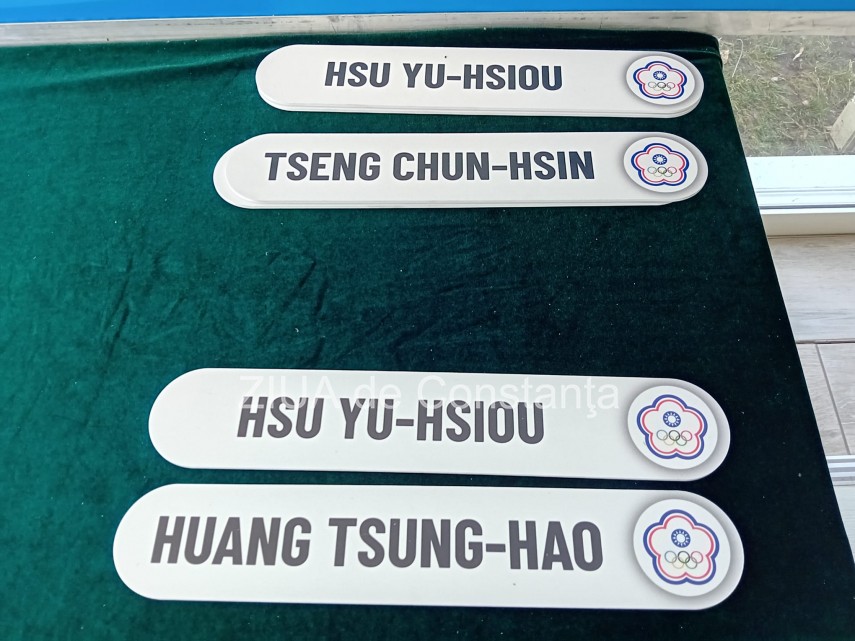 HSU YU-HSIOU
TSENG CHUN-HSIN
ZIUA de Constanţa
HSU YU-HSIOU
HUANG TSUNG-HAO